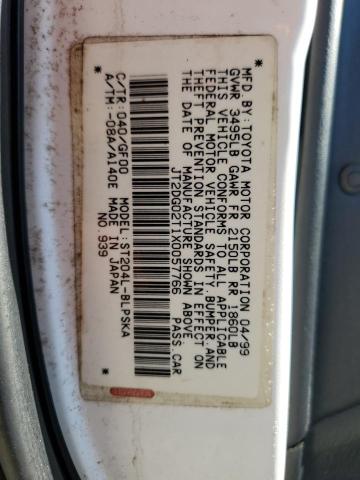 MFD.BY:TOYOTA MOTOR CORPORATION 04/99
GVWR 3495LB GAWR FR 2150LB RR 1860LB
THIS VEHICLE CONFORMS TO ALL APPLICABLE
FEDERAL MOTOR VEHICLE SAFETY,BUMPER,AND
THEFT PREVENTION STANDARDS IN EFFECT ON
THE DATE OF MANUFACTURE SHOWN ABOVE.
JT2DG02T1X0057766 PASS.CAR
C/TR:040/GF00 MODEL:ST204L-BLPSKA
A/TM:-08A/A140E MADE IN JAPAN
NO.939
TOYOTA